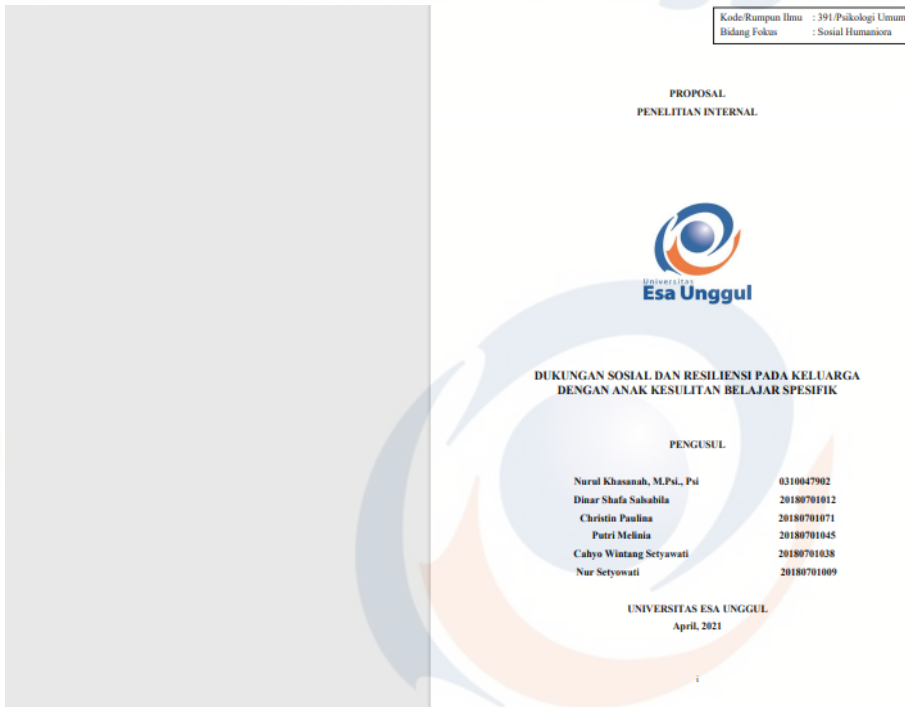 Kode/Rumpun Ilmu : 391/Psikologi Umum
Bidang Fokus : Sosial Humaniora
PROPOSAL
PENELITIAN INTERNAL
Universitas
Esa Unggul
DUKUNGAN SOSIAL DAN RESILIENSI PADA KELUARGA
DENGAN ANAK KESULITAN BELAJAR SPESIFIK
PENGUSUL
Nurul Khasanah, M.Psi., Psi 0310047902
Dinar Shafa Salsabila 20180701012
Christin Paulina 20180701071
Putri Melinia 20180701045
Cahyo Wintang Setyawati 20180701038
Nur Setyowati 20180701009
UNIVERSITAS ESA UNGGUL
April, 2021
i